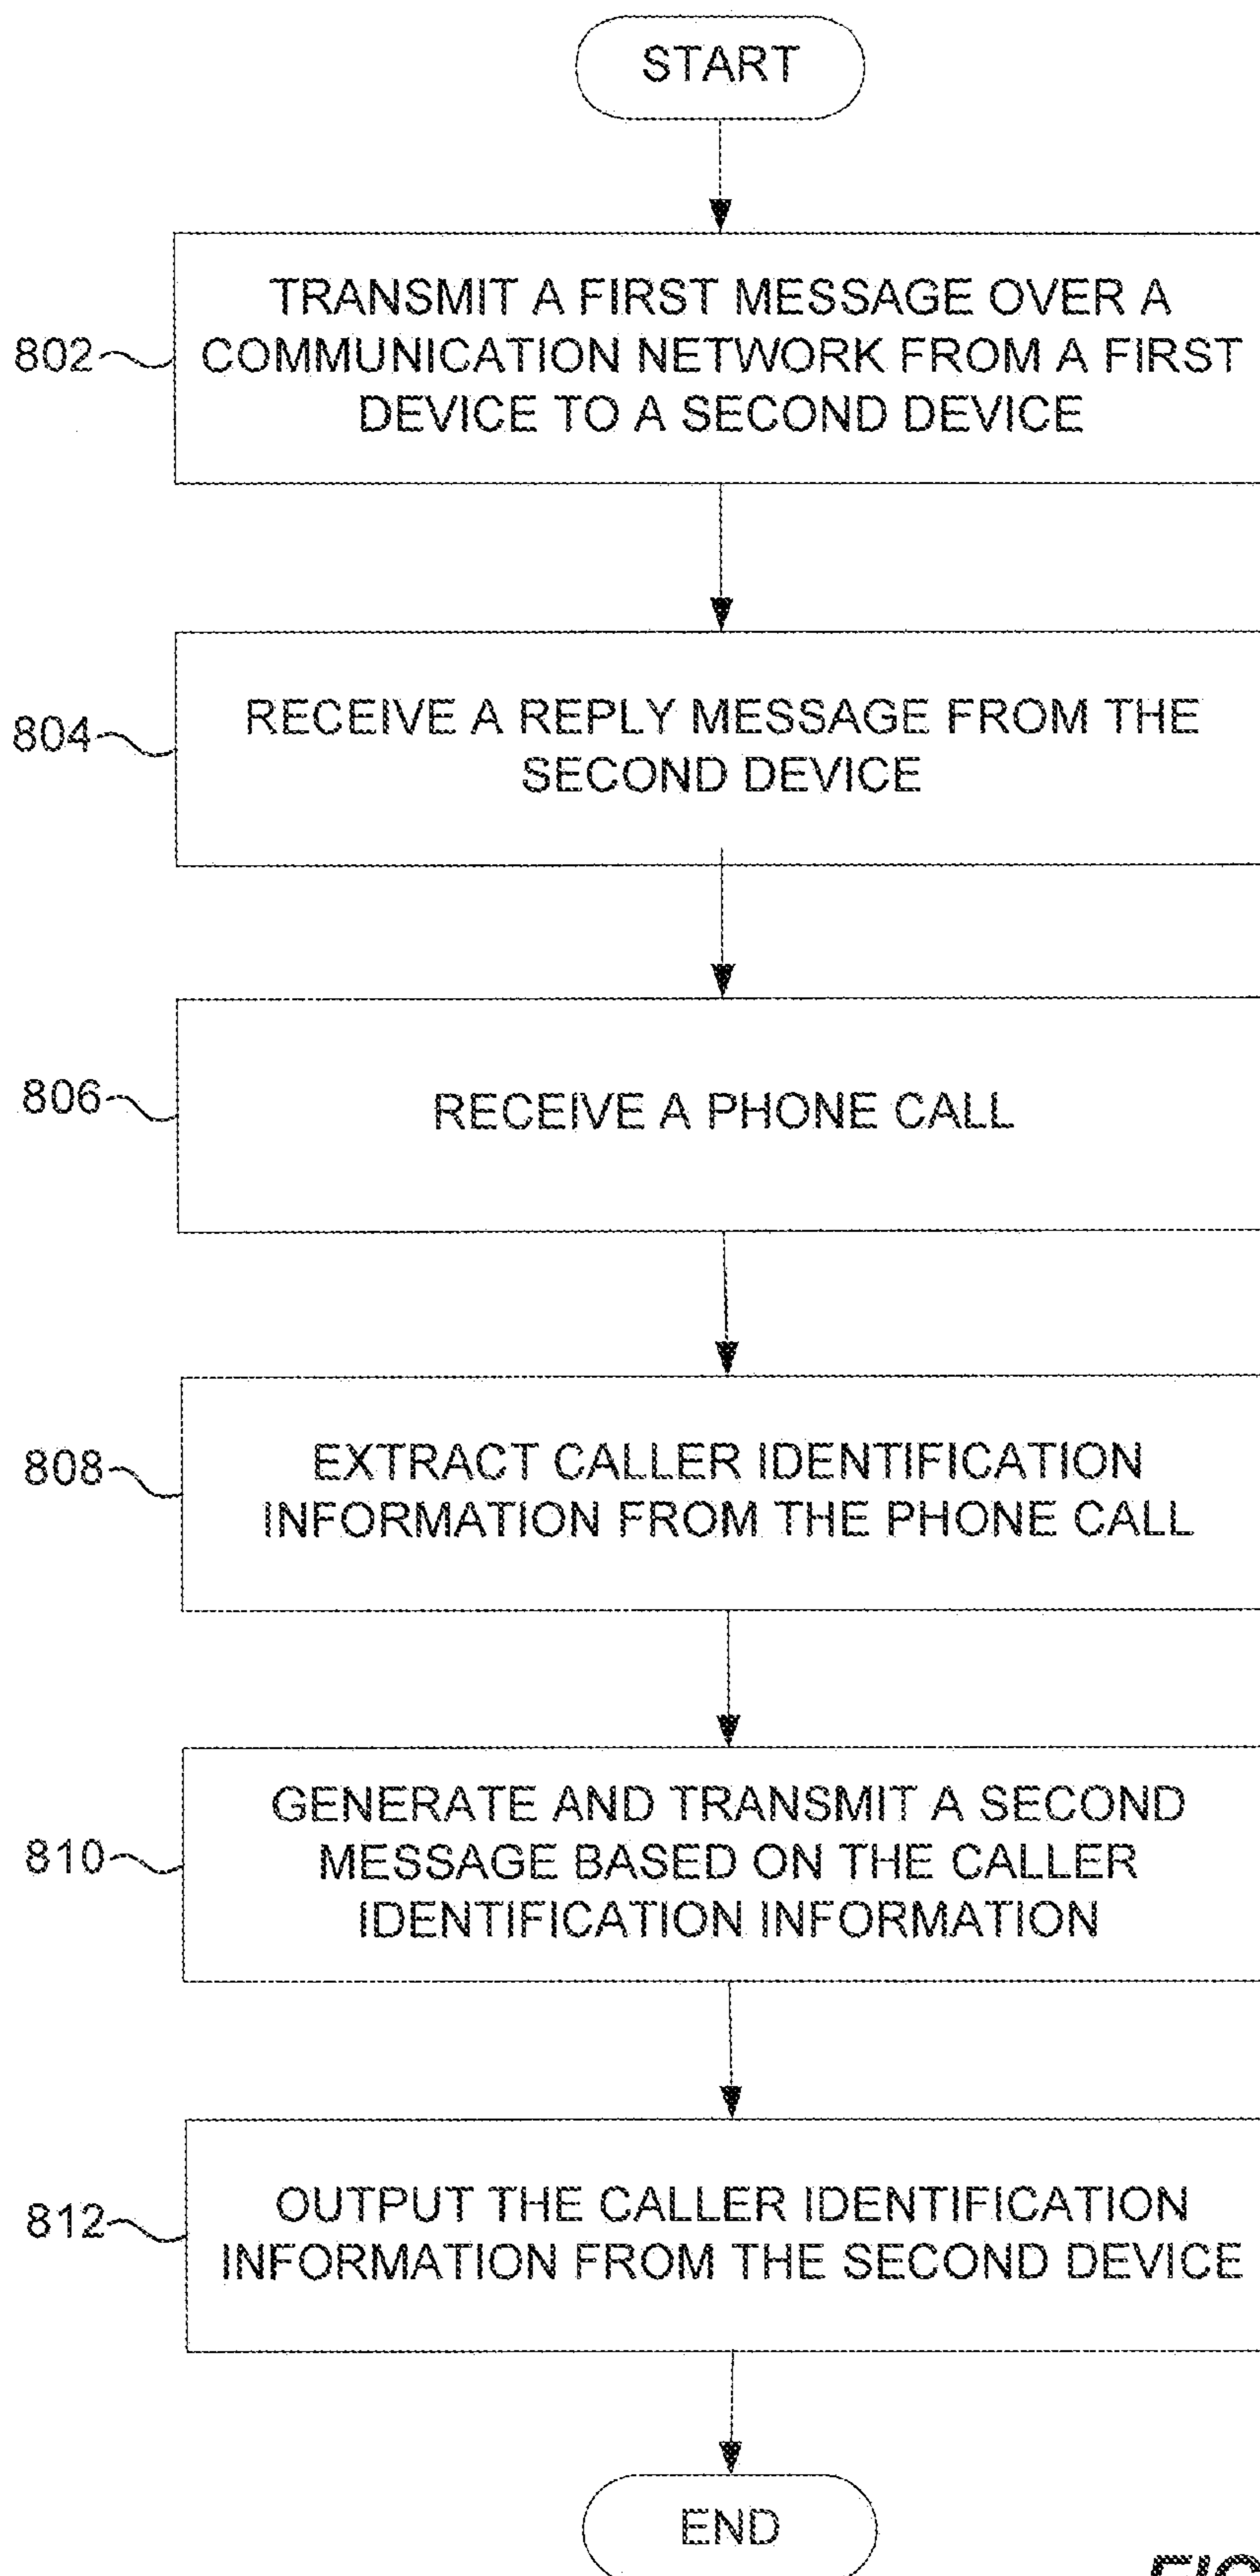 START
TRANSMIT A FIRST MESSAGE OVER A
802
COMMUNICATION NETWORK FROM A FIRST
DEVICE TO A SECOND DEVICE
804
RECEIVE A REPLY MESSAGE FROM THE
SECOND DEVICE
806
RECEIVE A PHONE CALL
808
EXTRACT CALLER IDENTIFICATION
INFORMATION FROM THE PHONE CALL
810
GENERATE AND TRANSMIT A SECOND
MESSAGE BASED ON THE CALLER
IDENTIFICATION INFORMATION
812
OUTPUT THE CALLER IDENTIFICATION
INFORMATION FROM THE SECOND DEVICE
END